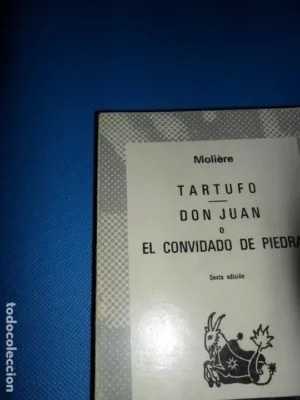 Molière
TARTUFO
DON JUAN
o
EL CONVIDADO DE PIEDRA
Sexta edición
todocoleccion